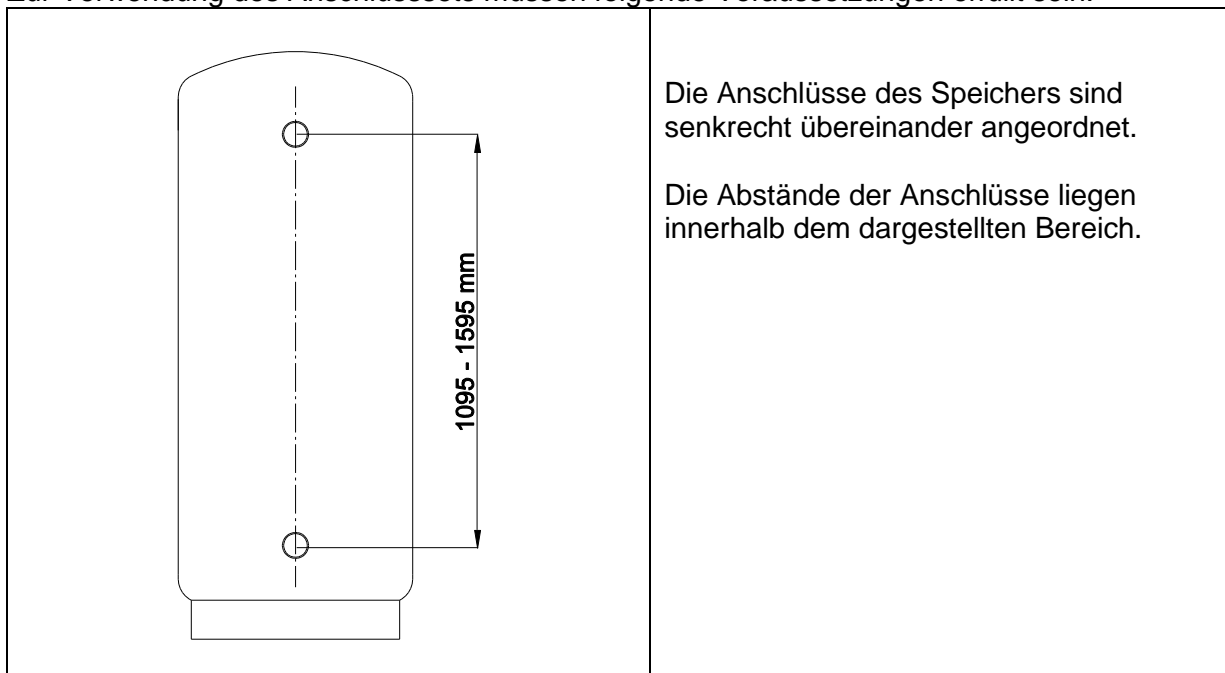 Zur Verwendung des Anschlusssets müssen folgende Voraussetzungen erfüllt sein:
1095 - 1595 mm
Die Anschlüsse des Speichers sind
senkrecht übereinander angeordnet.
Die Abstände der Anschlüsse liegen
innerhalb dem dargestellten Bereich.